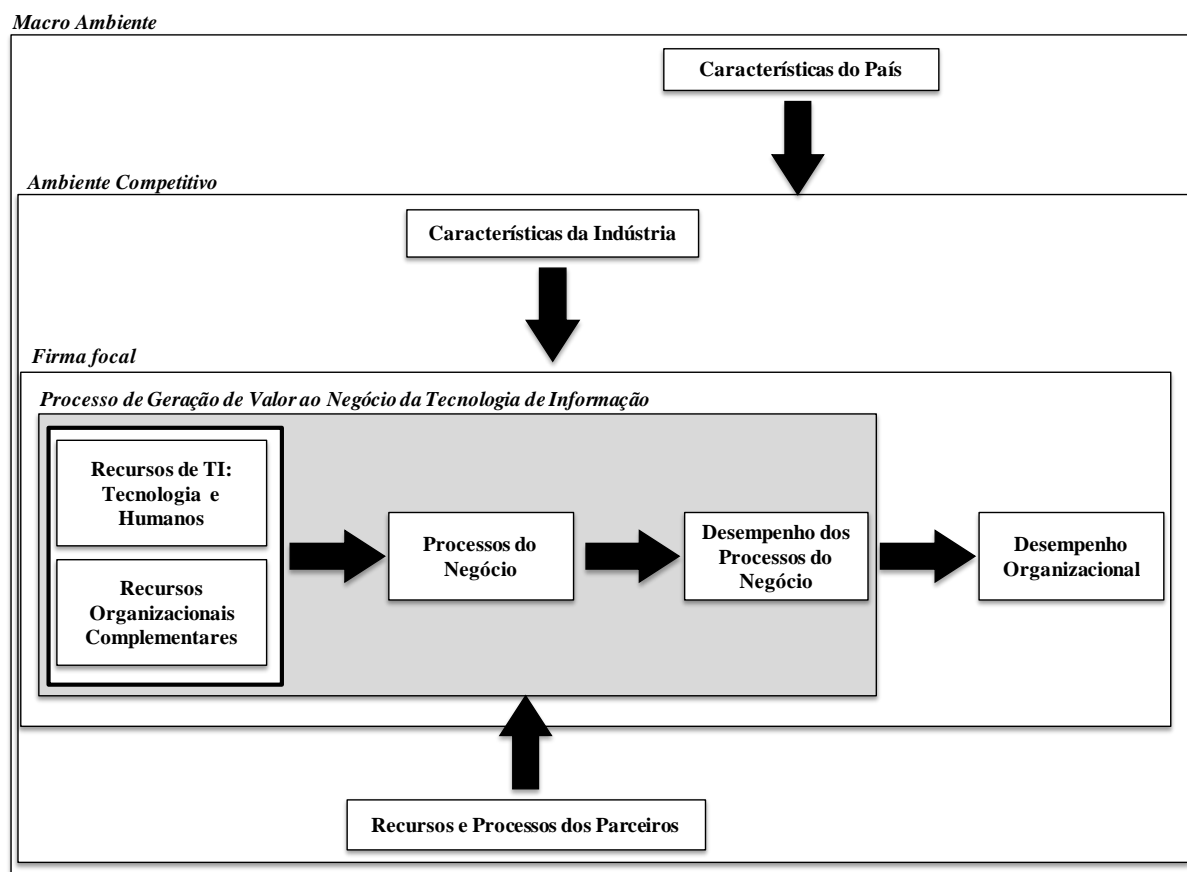 Macro Ambiente
Características do País
Ambiente Competitivo
Características da Indústria
Firma focal
Processo de Geração de Valor ao Negócio da Tecnologia de Informação
Recursos de TI:
Tecnologia e
Humanos
Recursos
Organizacionais
Complementares
Processos do
Negócio
Desempenho dos
Processos do
Negócio
Desempenho
Organizacional
Recursos e Processos dos Parceiros